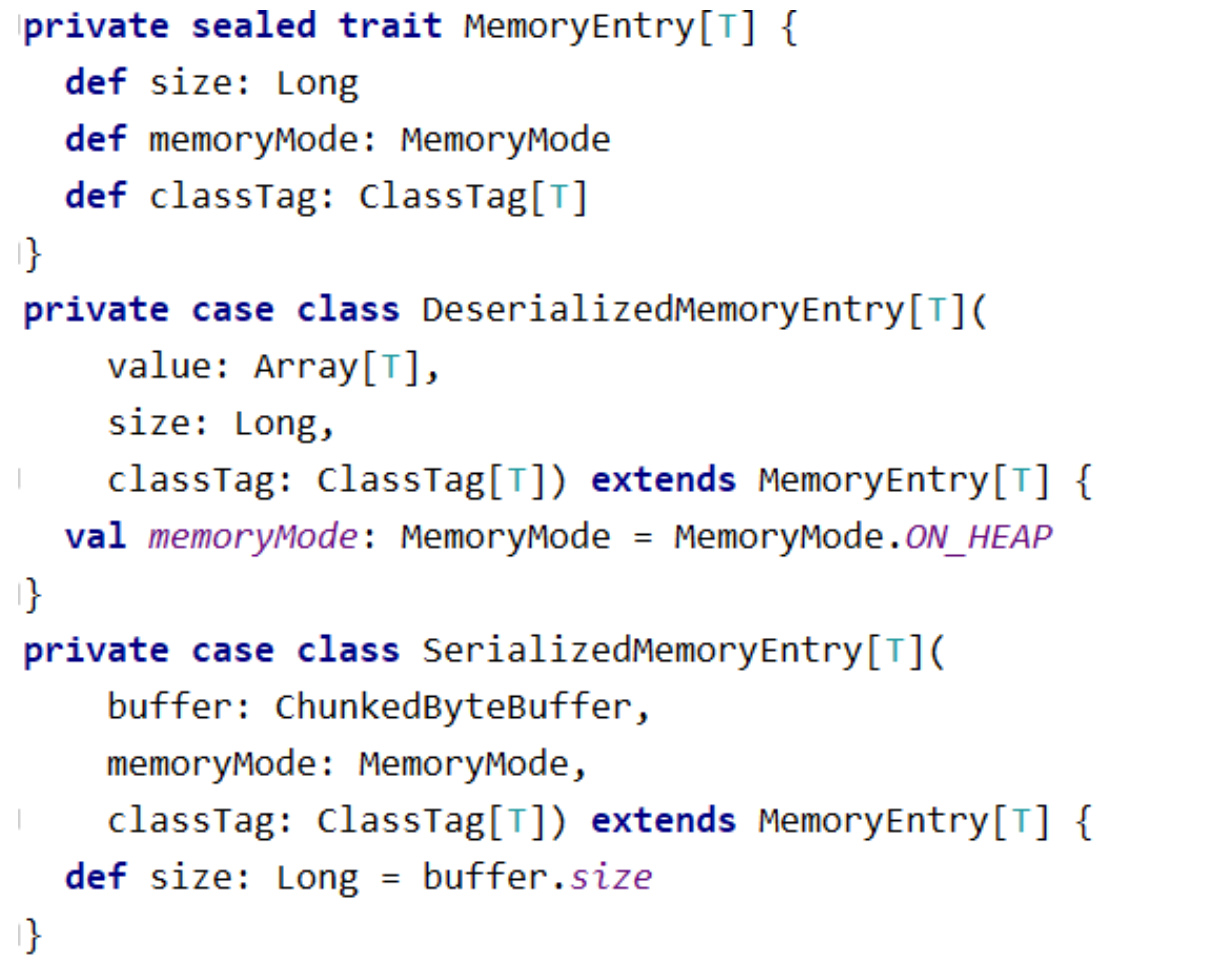 private sealed trait MemoryEntry[T] {
  def size: Long
  def memoryMode: MemoryMode
  def classTag: ClassTag[T]
}
private case class DeserializedMemoryEntry[T](
    value: Array[T],
    size: Long,
    classTag: ClassTag[T]) extends MemoryEntry[T] {
  val memoryMode: MemoryMode = MemoryMode.ON_HEAP
}
private case class SerializedMemoryEntry[T](
    buffer: ChunkedByteBuffer,
    memoryMode: MemoryMode,
    classTag: ClassTag[T]) extends MemoryEntry[T] {
  def size: Long = buffer.size
}